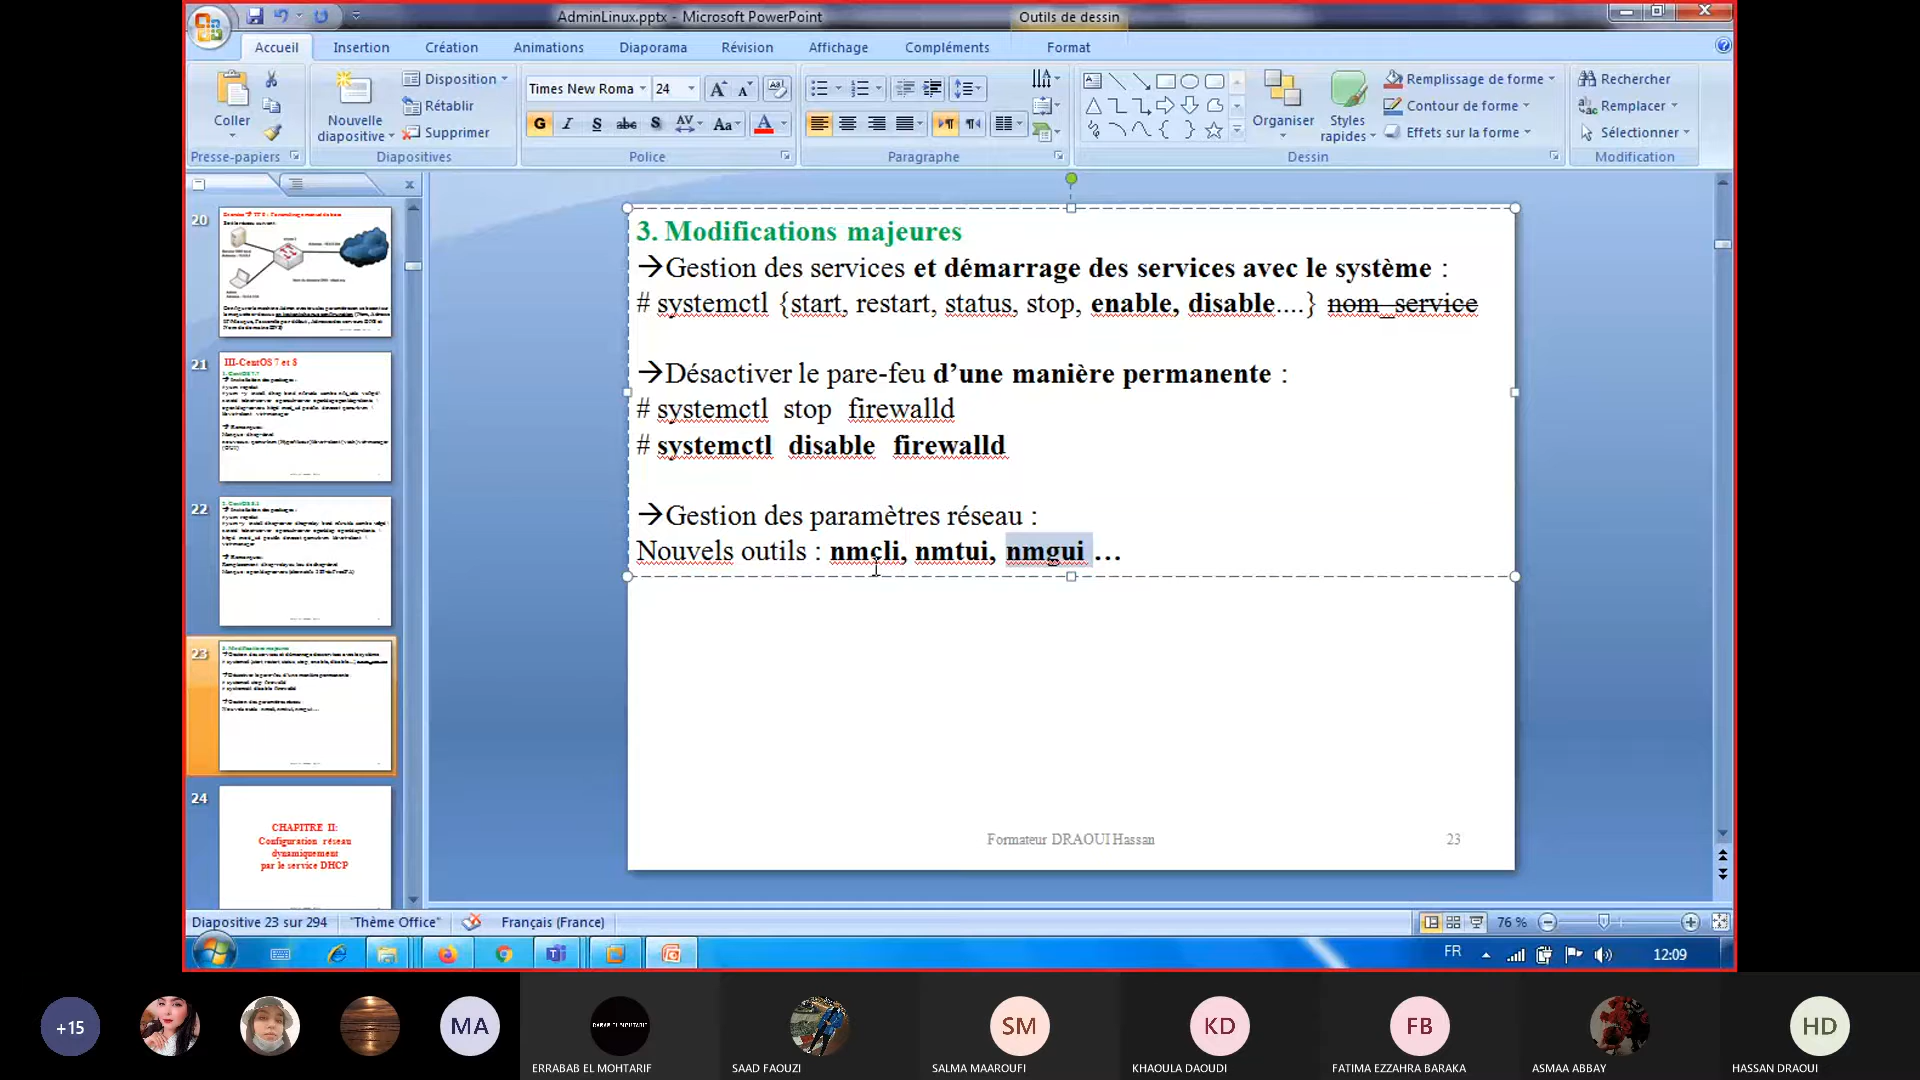 AdminLinux.pptx - Microsoft PowerPoint
Outils de dessin
Accueil
Insertion
Création
Animations
Diaporama
Révision
Affichage
Compléments
Format
Coller
Presse-papiers
Nouvelle
diapositive
Disposition
Rétablir
Supprimer
Diapositives
Times New Roma
24
G I S abc S AV Aa A
Police
Paragraphe
Organiser
Styles
rapides
Remplissage de forme
Contour de forme
Effets sur la forme
Dessin
Rechercher
Remplacer
Sélectionner
Modification
20
21
III-CentOS 7 et 8
22
23
24
CHAPITRE II:
Configuration réseau
dynamiquement
par le service DHCP
3. Modifications majeures
→Gestion des services et démarrage des services avec le système :
# systemctl {start, restart, status, stop, enable, disable....} nom_service
→Désactiver le pare-feu d’une manière permanente :
# systemctl stop firewalld
# systemctl disable firewalld
→Gestion des paramètres réseau :
Nouvels outils : nmcli, nmtui, nmgui …
Formateur DRAOUI Hassan
23
Diapositive 23 sur 294
"Thème Office"
Français (France)
76 %
FR
12:09
+15
MA
ERRABAB EL MOHTARIF
SAAD FAOUZI
SM
SALMA MAAROUFI
KD
KHAOULA DAOUDI
FB
FATIMA EZZAHRA BARAKA
ASMAA ABBAY
HD
HASSAN DRAOUI